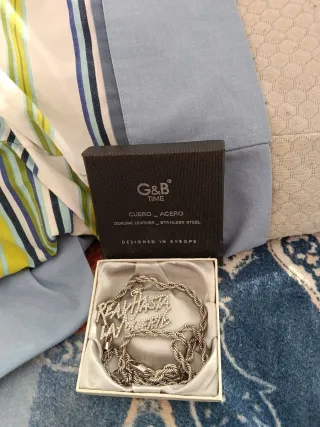 G&B
TIME
CUERO _ ACERO
GENUINE LEATHER _ STAINLESS STEEL
DESIGNED IN EUROPE
REAL HASTA
LA MUERTE